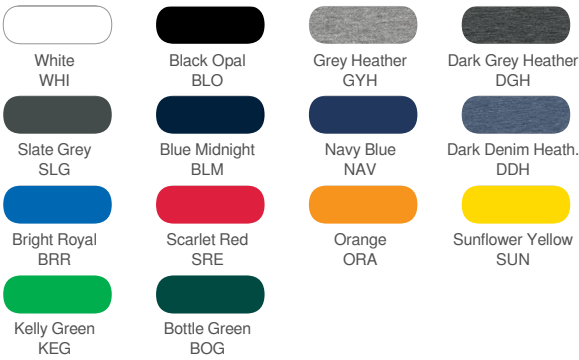 White
WHI
Black Opal
BLO
Grey Heather
GYH
Dark Grey Heather
DGH
Slate Grey
SLG
Blue Midnight
BLM
Navy Blue
NAV
Dark Denim Heath.
DDH
Bright Royal
BRR
Scarlet Red
SRE
Orange
ORA
Sunflower Yellow
SUN
Kelly Green
KEG
Bottle Green
BOG